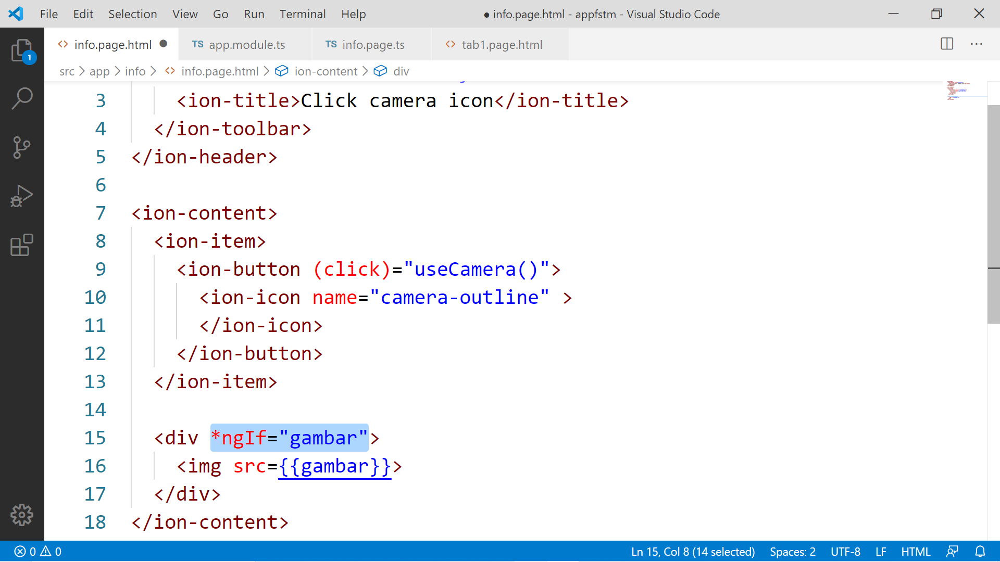 File Edit Selection View Go Run Terminal Help ● info.page.html - appfstm - Visual Studio Code
1
<> info.page.html ● TS app.module.ts TS info.page.ts <> tab1.page.html ···
src > app > info > <> info.page.html > ion-content > div
3 <ion-title>Click camera icon</ion-title>
4 </ion-toolbar>
5 </ion-header>
6
7 <ion-content>
8 <ion-item>
9 <ion-button (click)="useCamera()">
10 <ion-icon name="camera-outline" >
11 </ion-icon>
12 </ion-button>
13 </ion-item>
14
15 <div *ngIf="gambar">
16 <img src={{gambar}}>
17 </div>
18 </ion-content>
0 0 Ln 15, Col 8 (14 selected) Spaces: 2 UTF-8 LF HTML